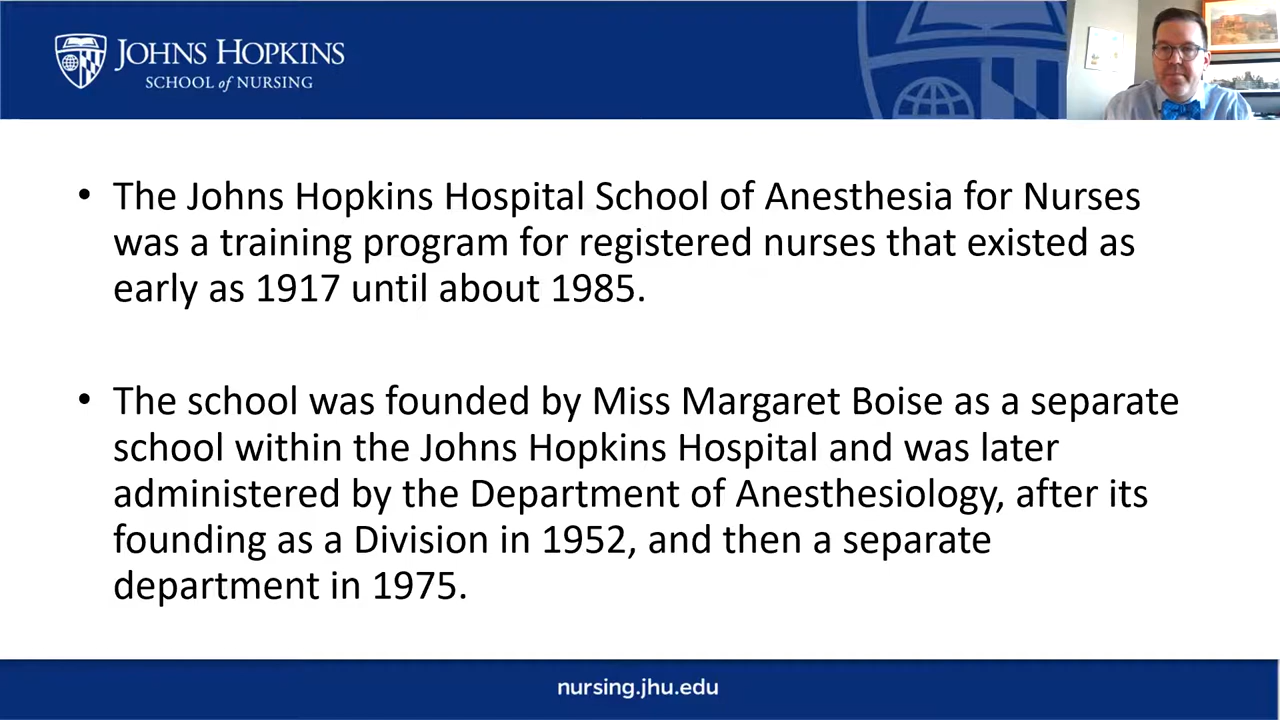 JOHNS HOPKINS
SCHOOL of NURSING
• The Johns Hopkins Hospital School of Anesthesia for Nurses
was a training program for registered nurses that existed as
early as 1917 until about 1985.
• The school was founded by Miss Margaret Boise as a separate
school within the Johns Hopkins Hospital and was later
administered by the Department of Anesthesiology, after its
founding as a Division in 1952, and then a separate
department in 1975.
nursing.jhu.edu